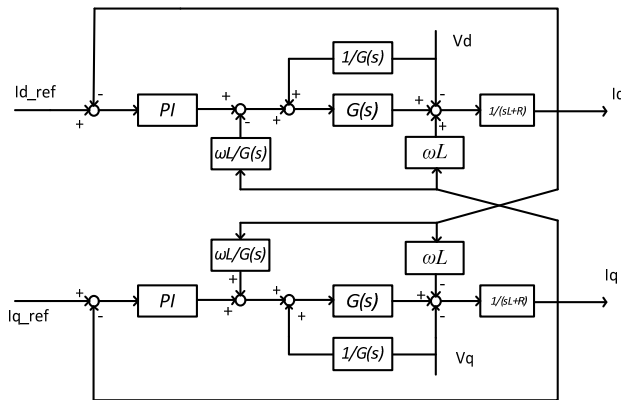 Vd
1/G(s)
-
-
+
Id_ref
+
PI
+
+
-
+
G(s)
+
+
1/(sL+R)
Id
ωL/G(s)
ωL
ωL/G(s)
ωL
+
-
Iq_ref
+
-
PI
+
+
G(s)
+
-
1/(sL+R)
Iq
1/G(s)
Vq